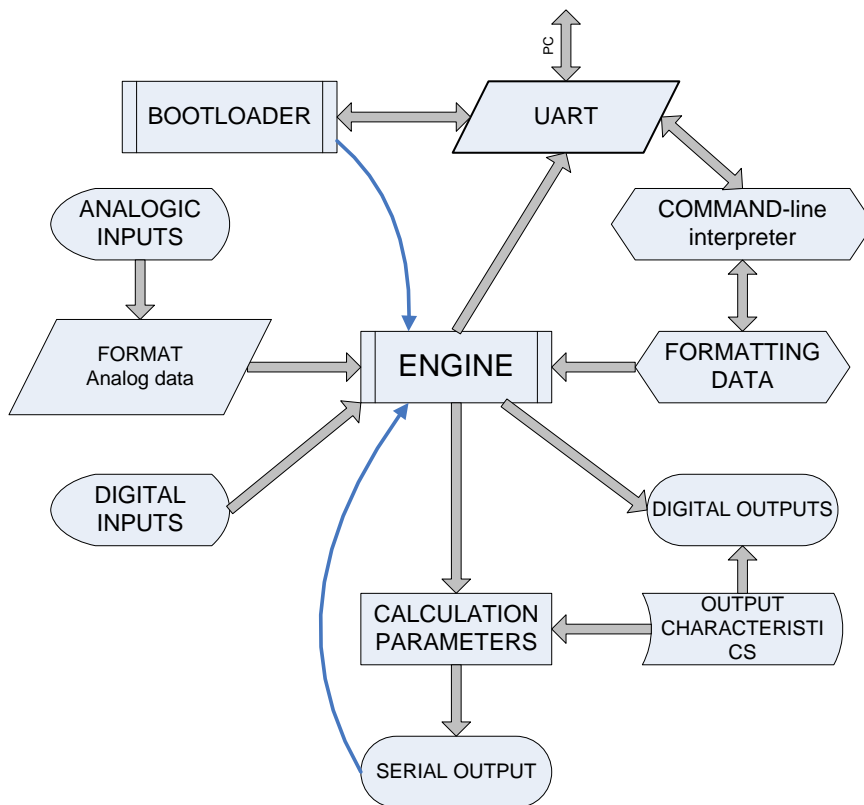 PC
BOOTLOADER
UART
ANALOGIC
INPUTS
COMMAND-line
interpreter
FORMAT
Analog data
ENGINE
FORMATTING
DATA
DIGITAL
INPUTS
DIGITAL OUTPUTS
CALCULATION
PARAMETERS
OUTPUT
CHARACTERISTI
CS
SERIAL OUTPUT